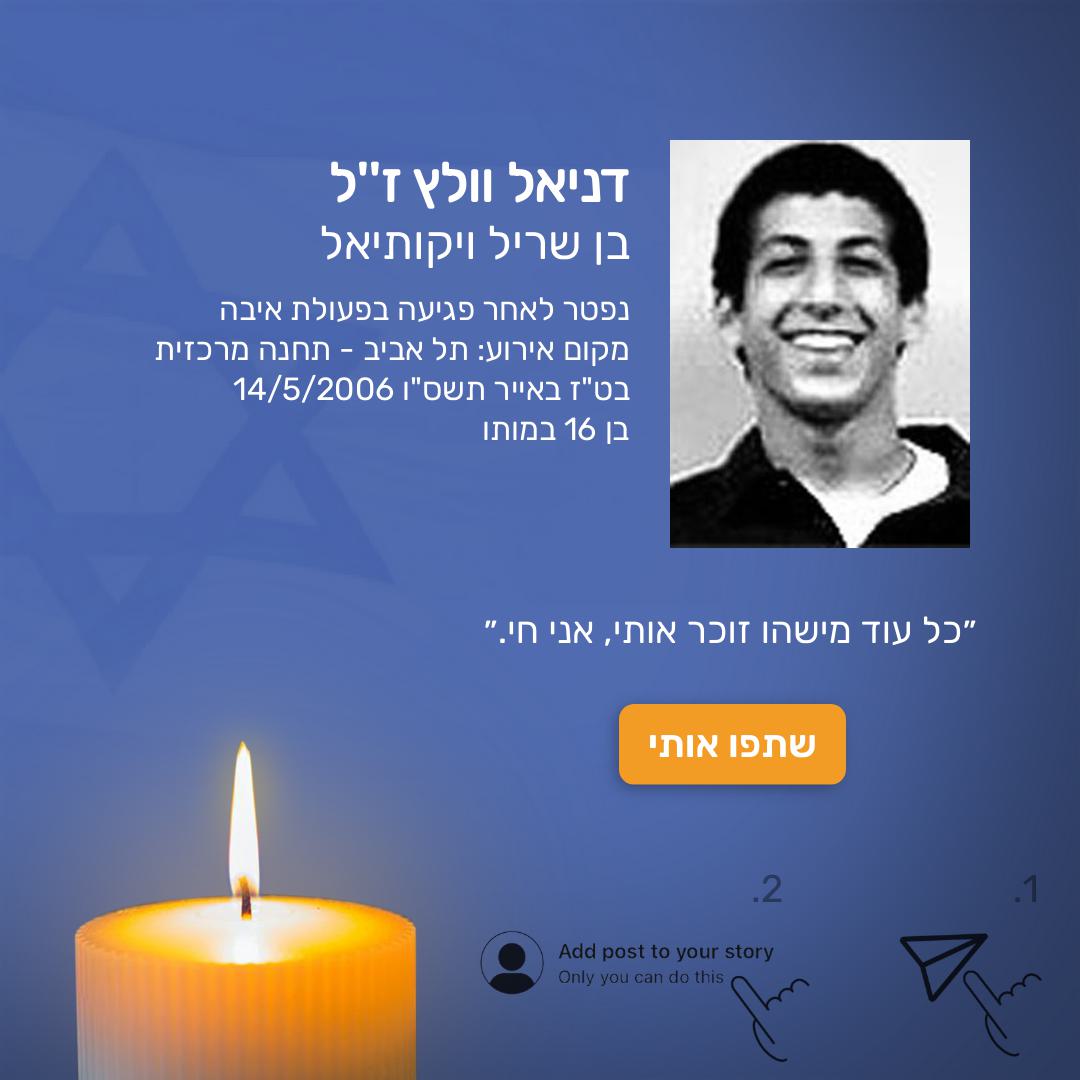 דניאל וולץ ז''ל
בן שריל ויקותיאל
נפטר לאחר פגיעה בפעולת איבה
מקום אירוע: תל אביב - תחנה מרכזית
בט"ז באייר תשס"ו 14/5/2006
בן 16 במותו
״כל עוד מישהו זוכר אותי, אני חי.״
שתפו אותי
.1
.2
Add post to your story
Only you can do this